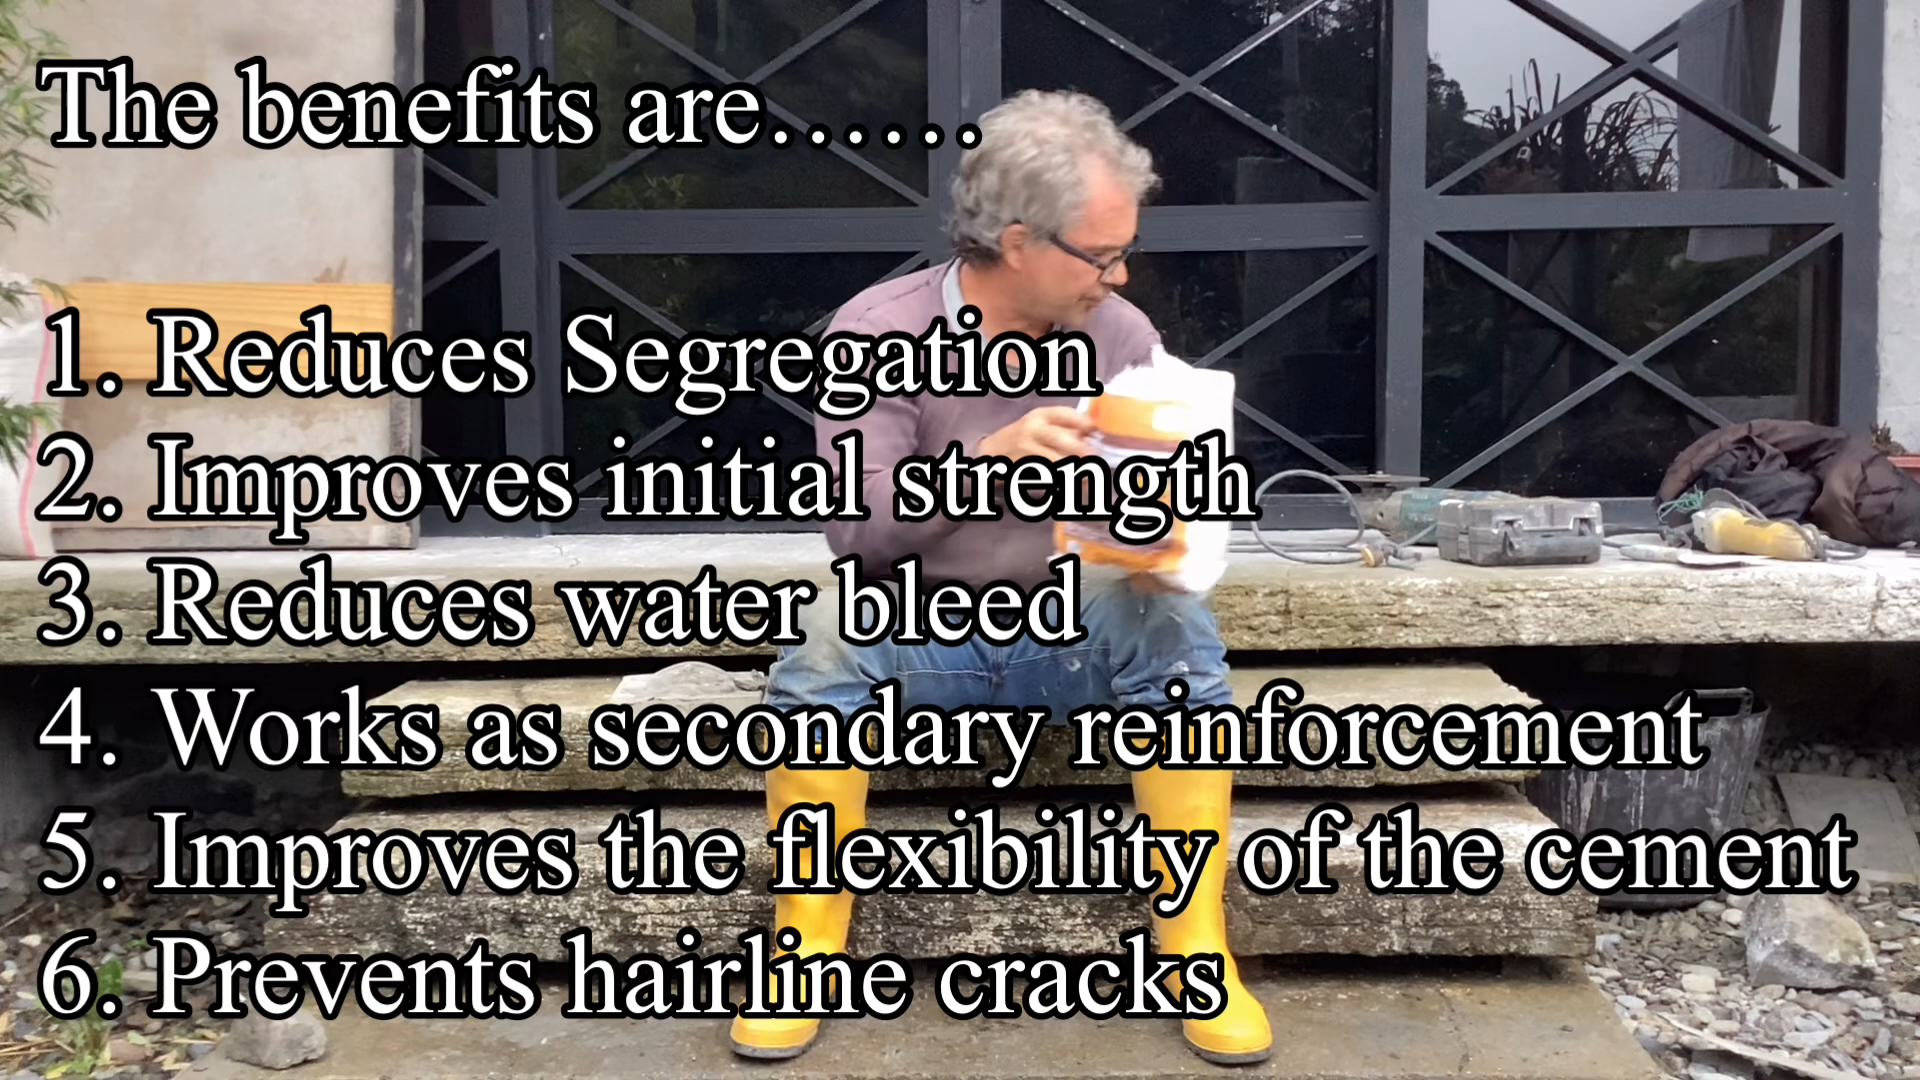 The benefits are......
1. Reduces Segregation
2. Improves initial strength
3. Reduces water bleed
4. Works as secondary reinforcement
5. Improves the flexibility of the cement
6. Prevents hairline cracks